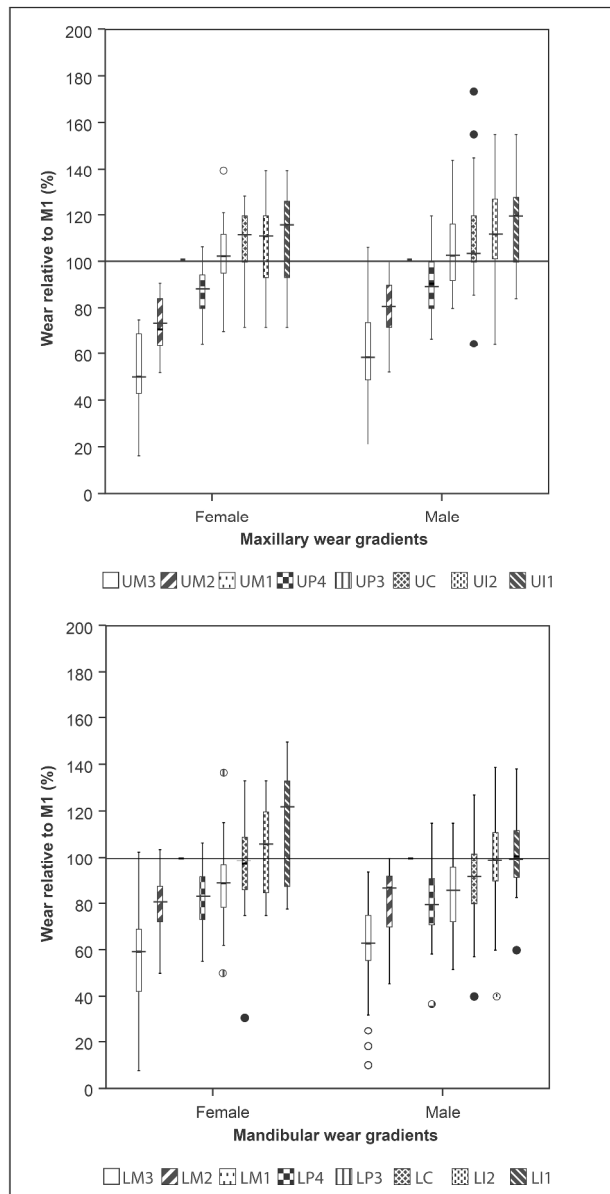 200
180
160
140
120
100
80
60
40
20
0
Wear relative to M1 (%)
Female Male
Maxillary wear gradients
UM3 UM2 UM1 UP4 UP3 UC UI2 UI1
200
180
160
140
120
100
80
60
40
20
0
Wear relative to M1 (%)
Female Male
Mandibular wear gradients
LM3 LM2 LM1 LP4 LP3 LC LI2 LI1